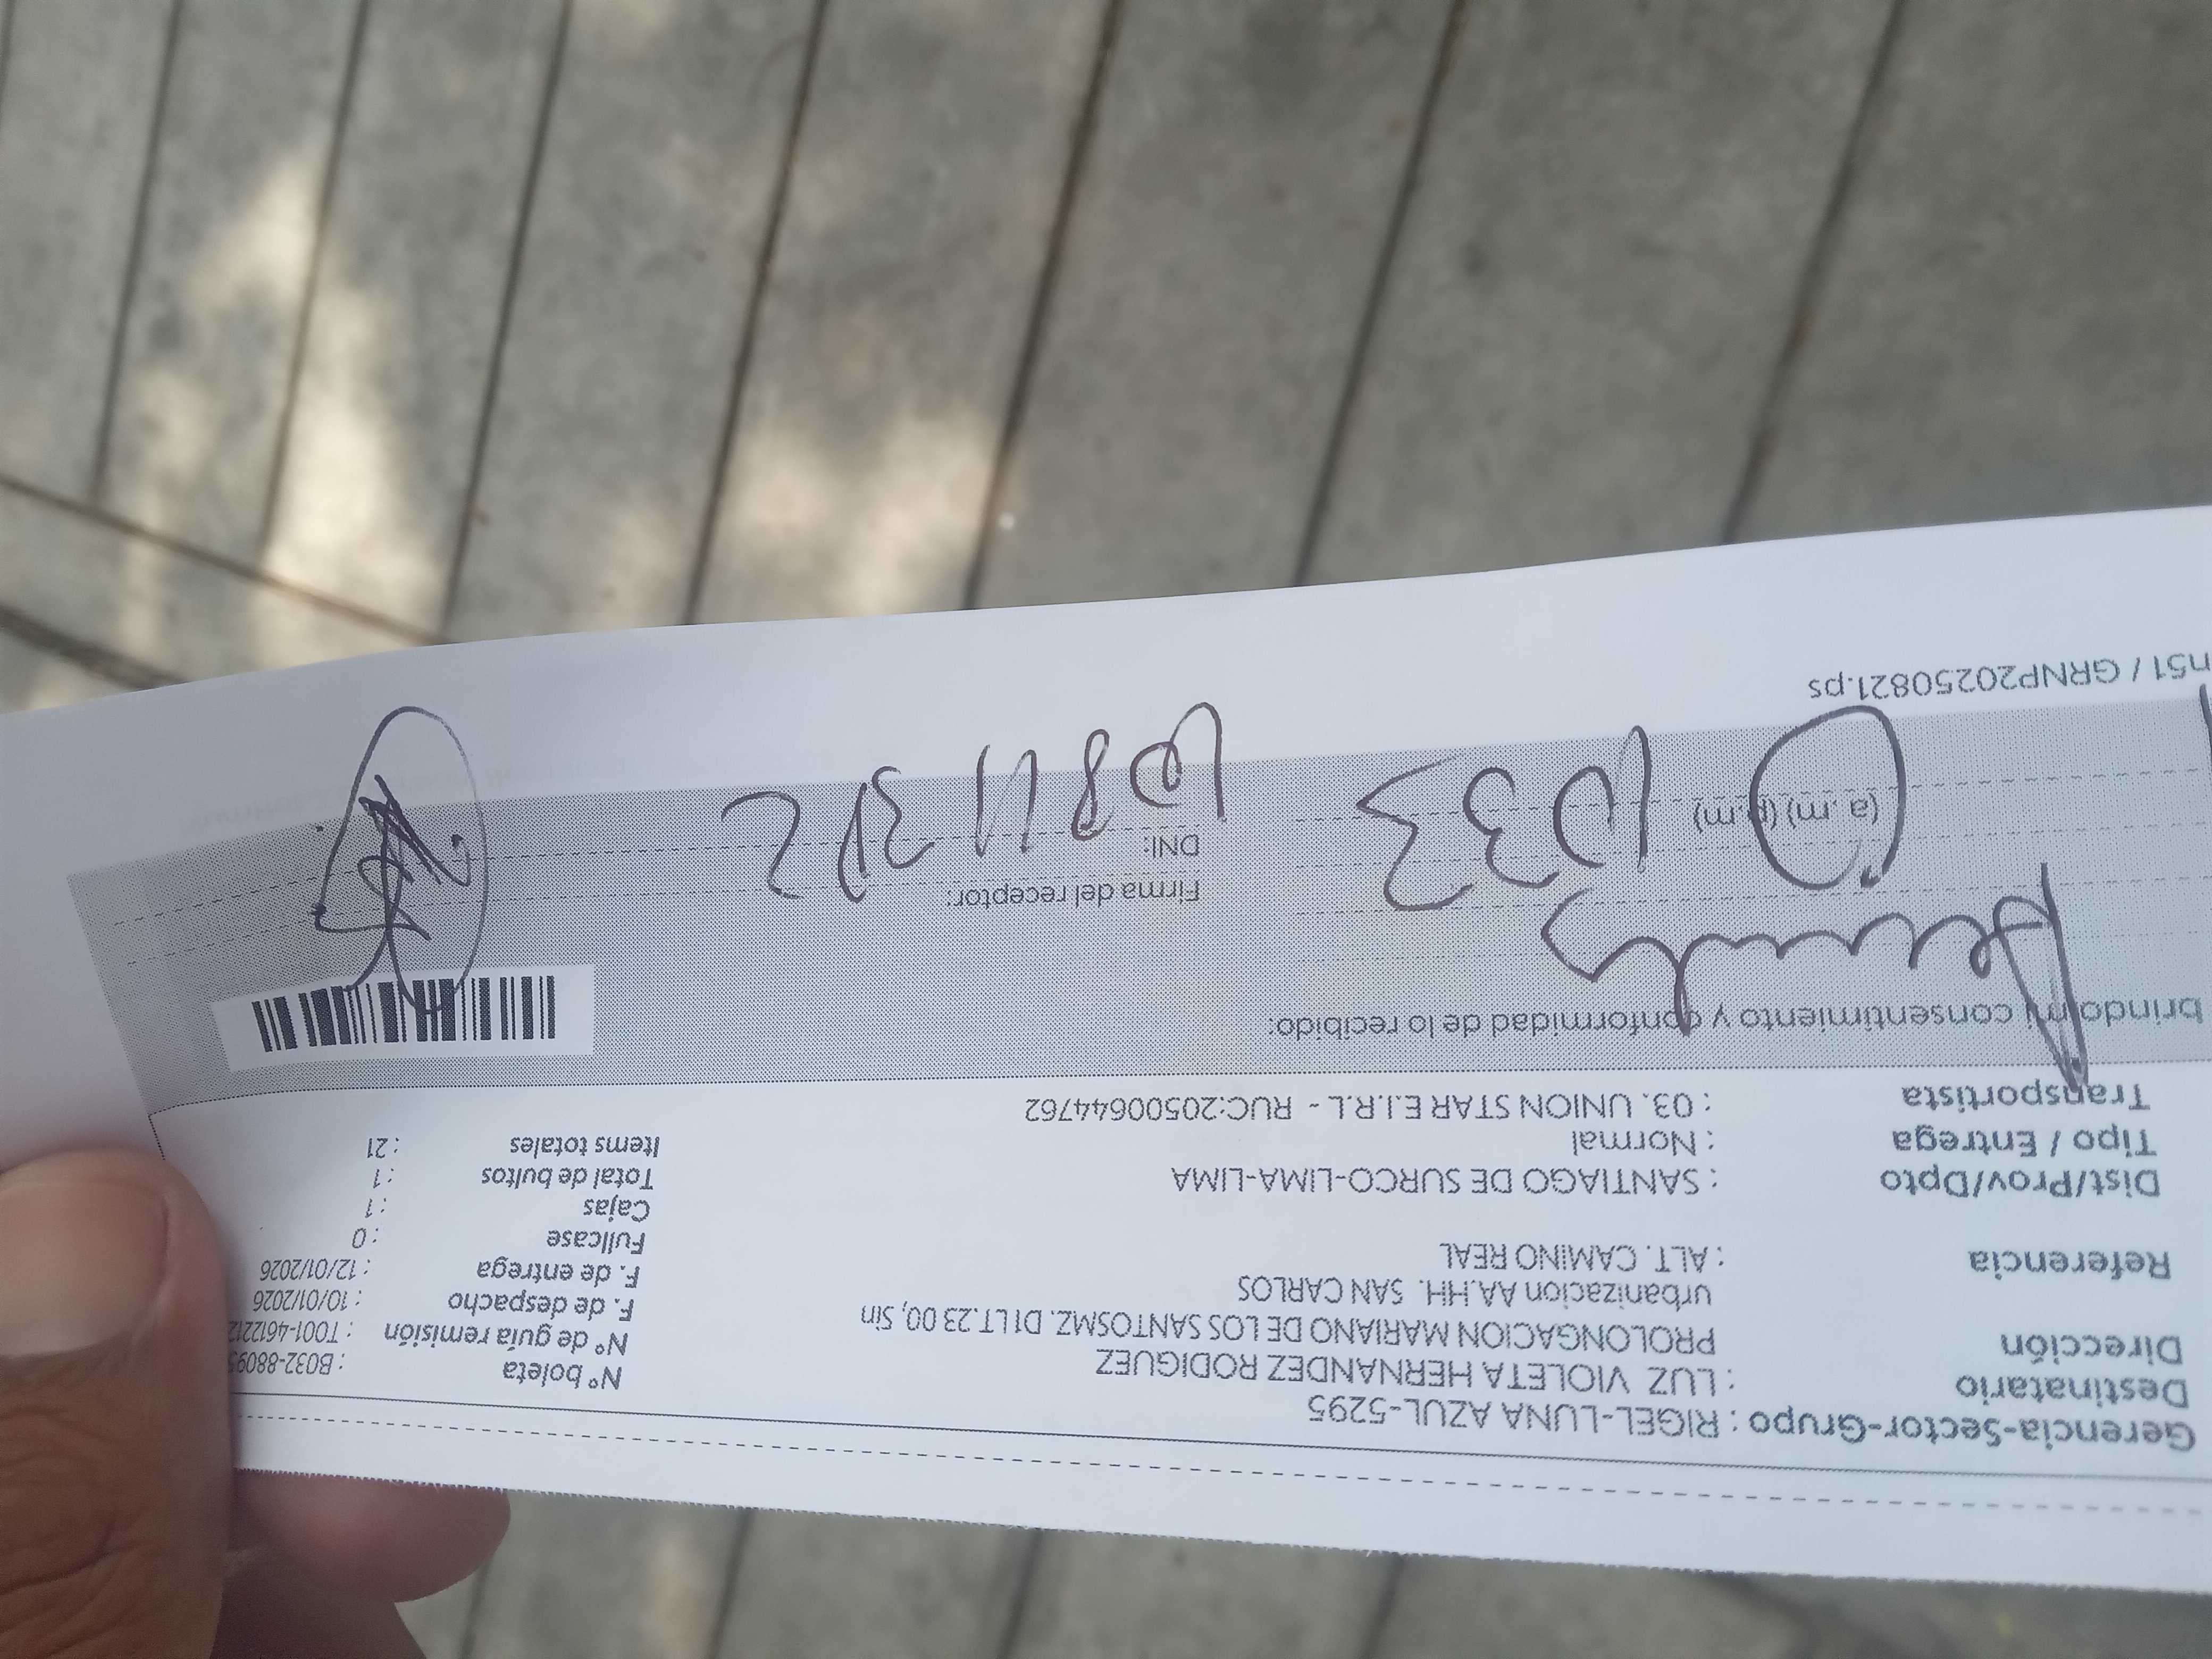 Gerencia-Sector-Grupo : RIGEL-LUNA AZUL-5295
Destinatario : LUZ VIOLETA HERNANDEZ RODIGUEZ
Dirección PROLONGACION MARIANO DE LOS SANTOSMZ. D1 LT.23 00, Sin
urbanizacion AA.HH. SAN CARLOS
Referencia : ALT. CAMINO REAL
Dist/Prov/Dpto : SANTIAGO DE SURCO-LIMA-LIMA
Tipo / Entrega : Normal
Transportista : 03. UNION STAR E.I.R.L - RUC:20500644762
N° boleta : B032-88095
N° de guía remisión : T001-4612212
F. de despacho : 10/01/2026
F. de entrega : 12/01/2026
Fullcase : 0
Cajas : 1
Total de bultos : 1
Items totales : 21
brindo mi consentimiento y conformidad de lo recibido:
Firma del receptor:
DNI:
(a.m) (p.m) 1033
n51 / GRNP20250821.ps